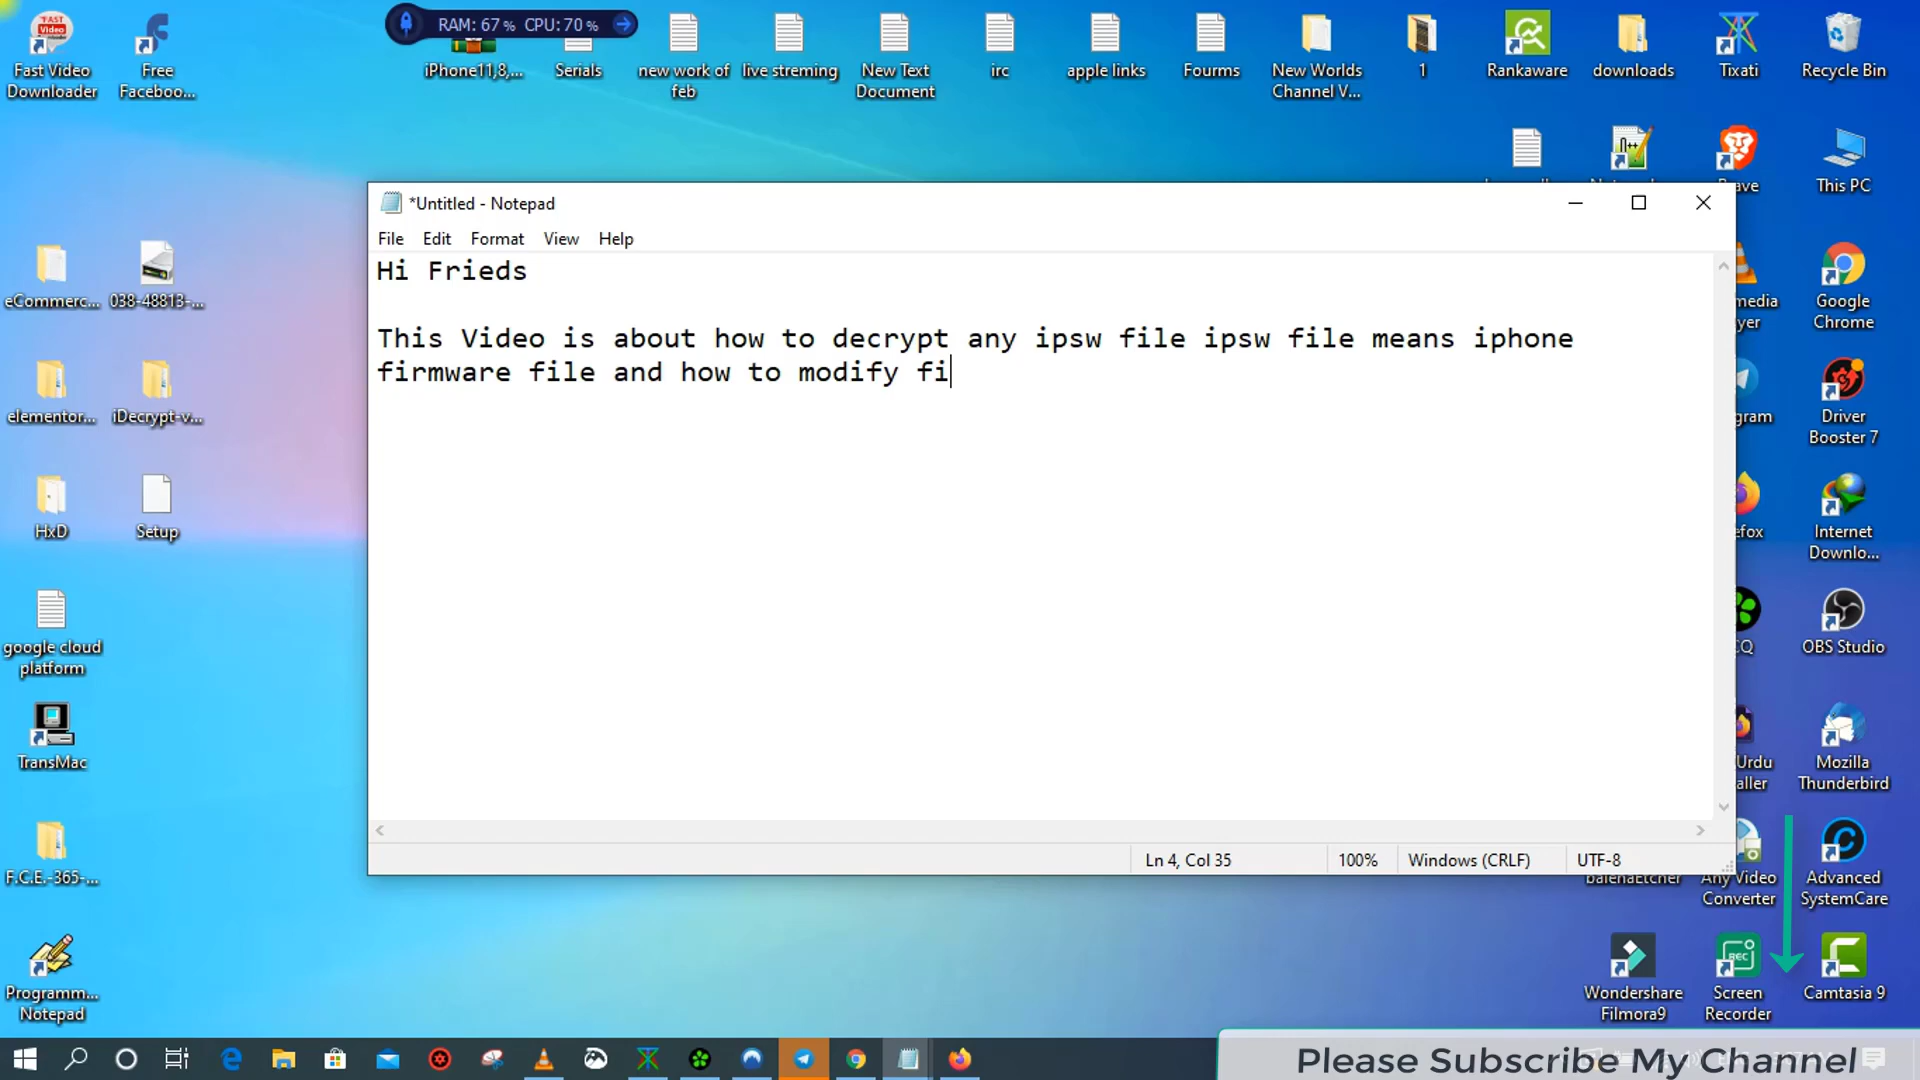 RAM: 67 % CPU: 70 %
Fast Video
Downloader
Free
Faceboo...
iPhone11,8,...
Serials
new work of
feb
live streming
New Text
Document
irc
apple links
Fourms
New Worlds
Channel V...
1
Rankaware
downloads
Tixati
Recycle Bin
This PC
*Untitled - Notepad
File Edit Format View Help
Hi Frieds
This Video is about how to decrypt any ipsw file ipsw file means iphone
firmware file and how to modify fi
Ln 4, Col 35
100%
Windows (CRLF)
UTF-8
eCommerc...
038-48813-...
elementor...
iDecrypt-v...
HxD
Setup
google cloud
platform
TransMac
F.C.E.-365-...
Programm...
Notepad
Google
Chrome
Driver
Booster 7
Internet
Downlo...
OBS Studio
Urdu
Mozilla
Thunderbird
balenaEtcher
Any Video
Converter
Advanced
SystemCare
Wondershare
Filmora9
REC
Screen
Recorder
Camtasia 9
Please Subscribe My Channel